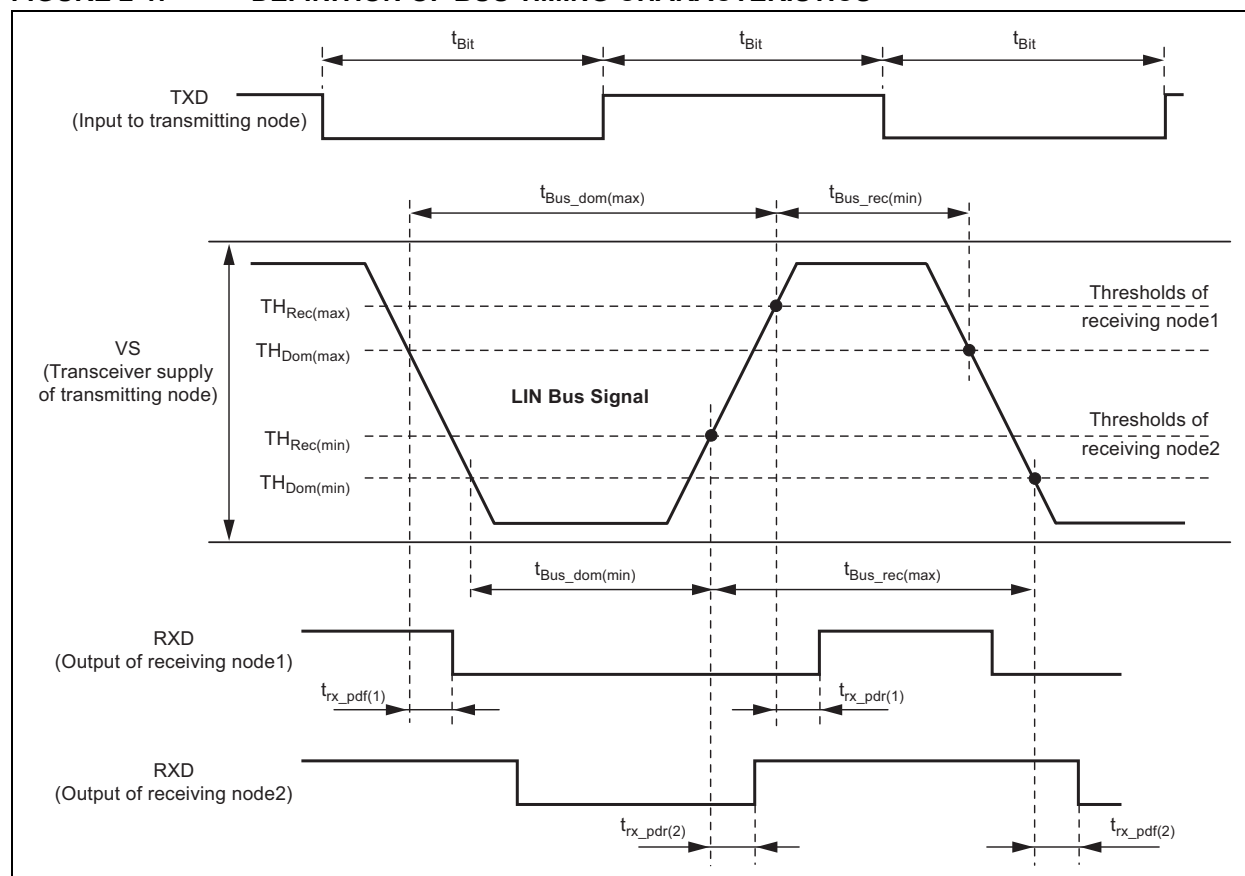 t_Bit t_Bit t_Bit
TXD
(Input to transmitting node)
t_Bus_dom(max) t_Bus_rec(min)
TH_Rec(max)
Thresholds of
receiving node1
TH_Dom(max)
VS
(Transceiver supply
of transmitting node)
LIN Bus Signal
TH_Rec(min)
Thresholds of
receiving node2
TH_Dom(min)
t_Bus_dom(min) t_Bus_rec(max)
RXD
(Output of receiving node1)
t_rx_pdf(1) t_rx_pdr(1)
RXD
(Output of receiving node2)
t_rx_pdr(2) t_rx_pdf(2)